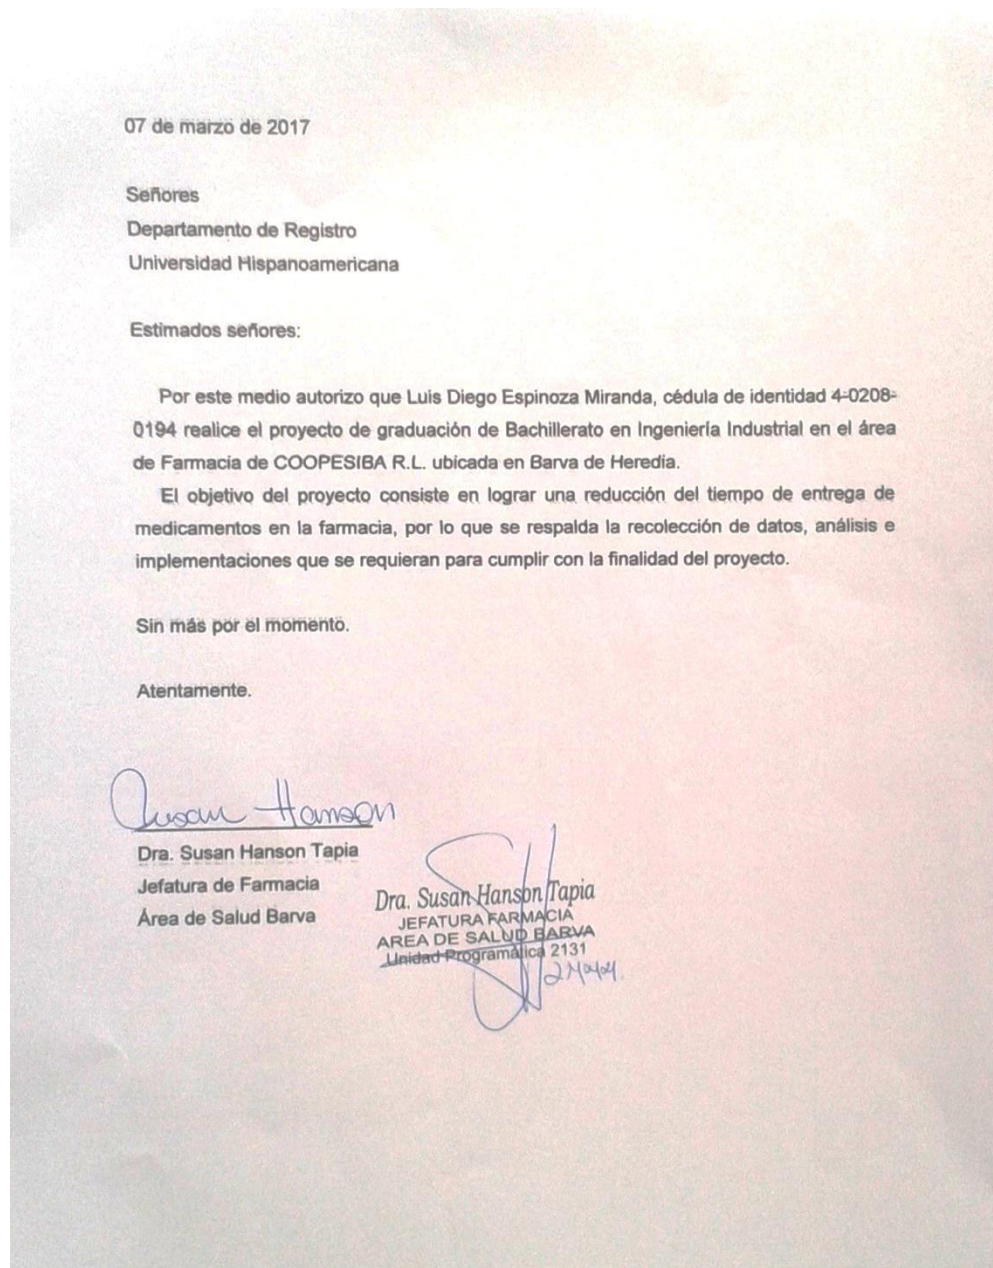 07 de marzo de 2017
Señores
Departamento de Registro
Universidad Hispanoamericana
Estimados señores:
Por este medio autorizo que Luis Diego Espinoza Miranda, cédula de identidad 4-0208-
0194 realice el proyecto de graduación de Bachillerato en Ingeniería Industrial en el área
de Farmacia de COOPESIBA R.L. ubicada en Barva de Heredia.
El objetivo del proyecto consiste en lograr una reducción del tiempo de entrega de
medicamentos en la farmacia, por lo que se respalda la recolección de datos, análisis e
implementaciones que se requieran para cumplir con la finalidad del proyecto.
Sin más por el momento.
Atentamente.
Susan Hanson
Dra. Susan Hanson Tapia
Jefatura de Farmacia
Área de Salud Barva
Dra. Susan Hanson Tapia
JEFATURA FARMACIA
AREA DE SALUD BARVA
Unidad Programática 2131